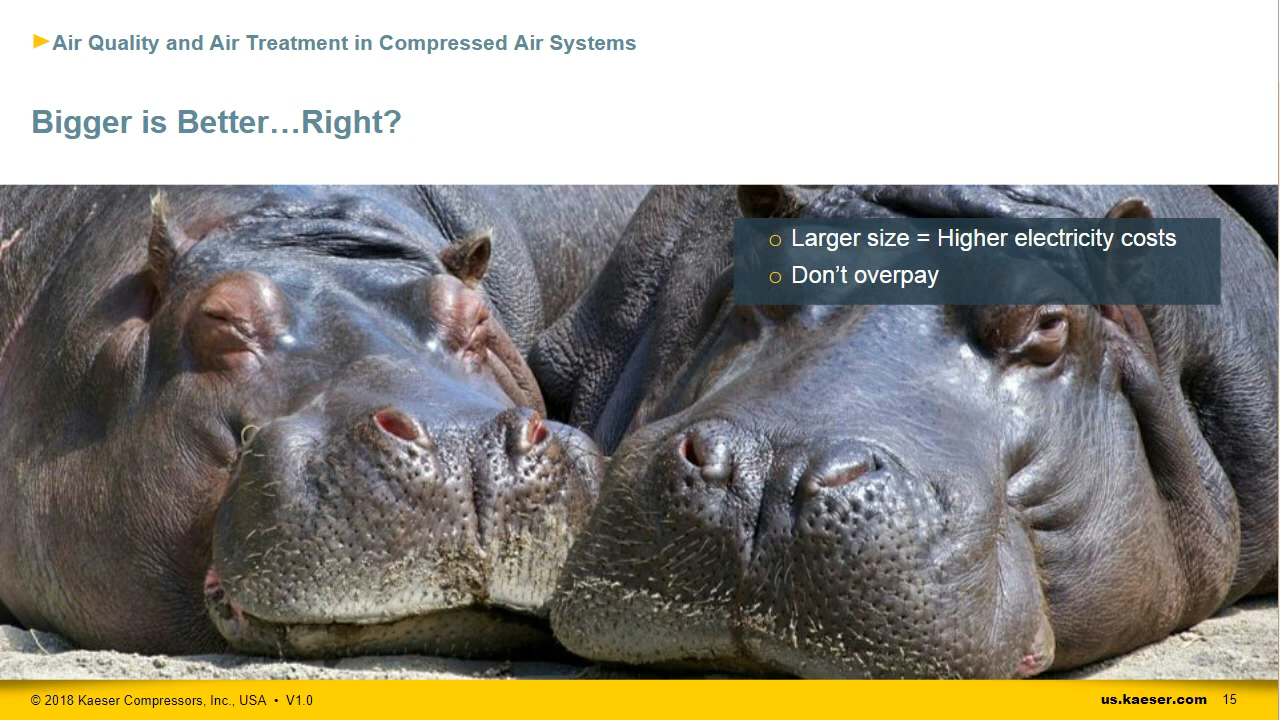 Air Quality and Air Treatment in Compressed Air Systems
Bigger is Better…Right?
o Larger size = Higher electricity costs
o Don’t overpay
© 2018 Kaeser Compressors, Inc., USA • V1.0
us.kaeser.com 15